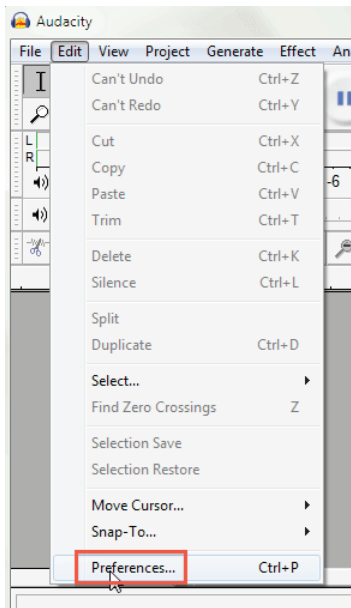 Audacity
File Edit View Project Generate Effect An
Can't Undo Ctrl+Z
Can't Redo Ctrl+Y
L
R
Cut Ctrl+X
Copy Ctrl+C
-6
Paste Ctrl+V
Trim Ctrl+T
Delete Ctrl+K
Silence Ctrl+L
Split
Duplicate Ctrl+D
Select...
Find Zero Crossings Z
Selection Save
Selection Restore
Move Cursor...
Snap-To...
Preferences... Ctrl+P